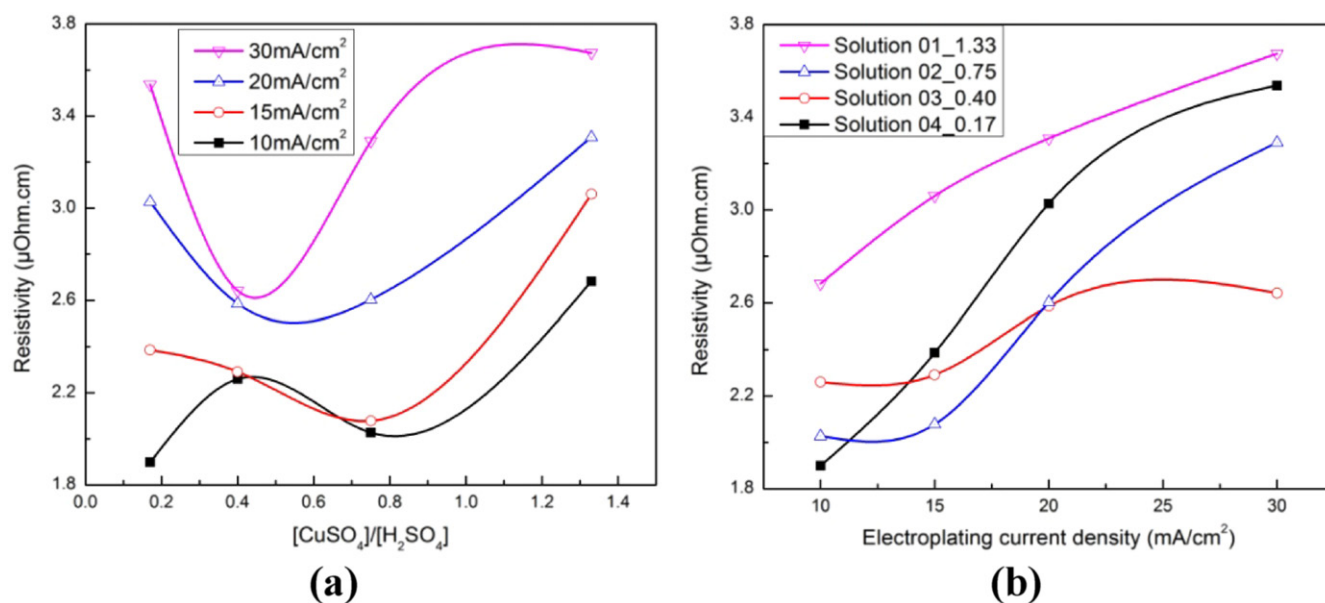 3.8
3.4
3.0
2.6
2.2
1.8
Resistivity (μOhm.cm)
30mA/cm²
20mA/cm²
15mA/cm²
10mA/cm²
0.0 0.2 0.4 0.6 0.8 1.0 1.2 1.4
[CuSO₄]/[H₂SO₄]
(a)
3.8
3.4
3.0
2.6
2.2
1.8
Resistivity (μOhm.cm)
Solution 01_1.33
Solution 02_0.75
Solution 03_0.40
Solution 04_0.17
10 15 20 25 30
Electroplating current density (mA/cm²)
(b)